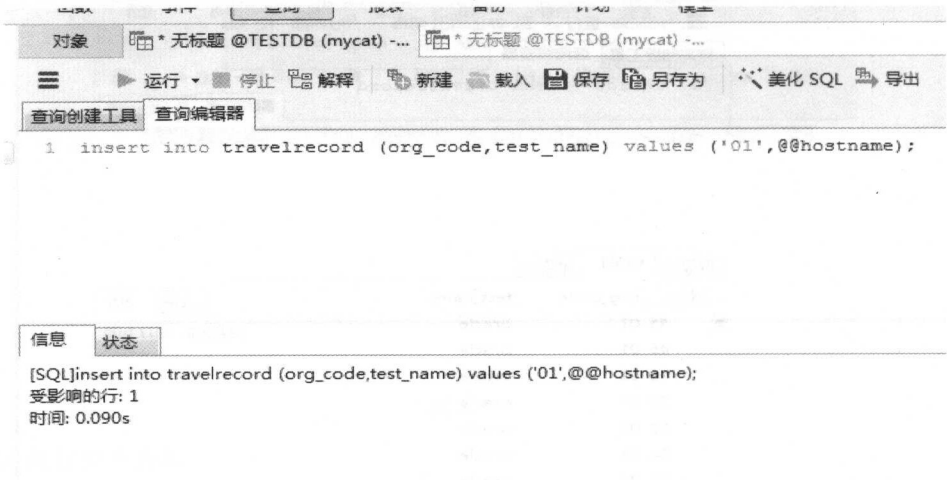 对象 * 无标题 @TESTDB (mycat) -... * 无标题 @TESTDB (mycat) -...
运行 停止 解释 新建 载入 保存 另存为 美化 SQL 导出
查询创建工具 查询编辑器
1 insert into travelrecord (org_code,test_name) values ('01',@@hostname);
信息 状态
[SQL]insert into travelrecord (org_code,test_name) values ('01',@@hostname);
受影响的行: 1
时间: 0.090s